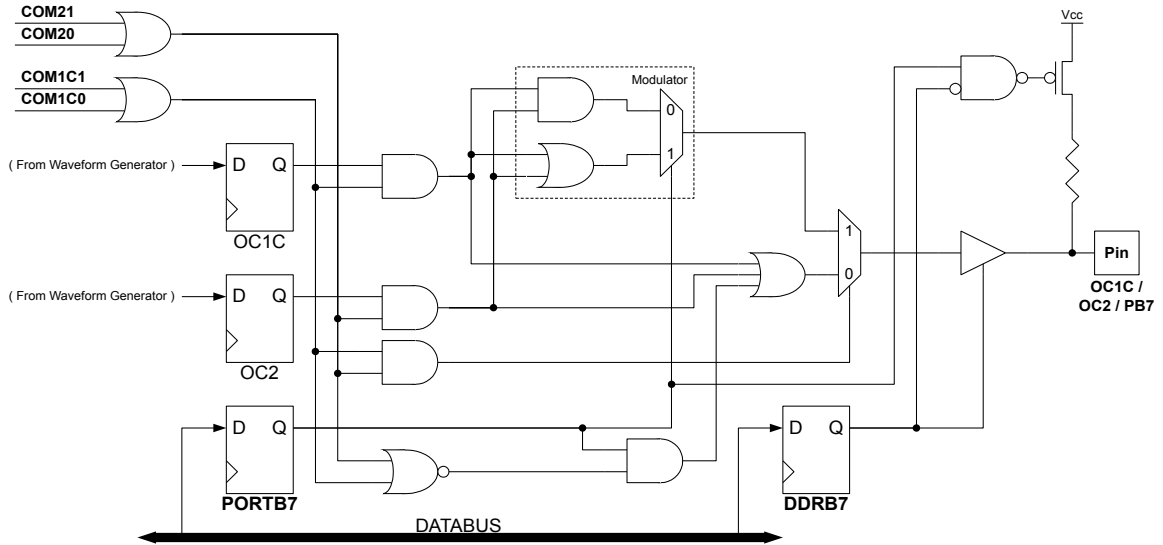 COM21
COM20
Vcc
COM1C1
COM1C0
Modulator
0
1
( From Waveform Generator )
D Q
OC1C
1
0
Pin
OC1C /
OC2 / PB7
( From Waveform Generator )
D Q
OC2
D Q
PORTB7
D Q
DDRB7
DATABUS